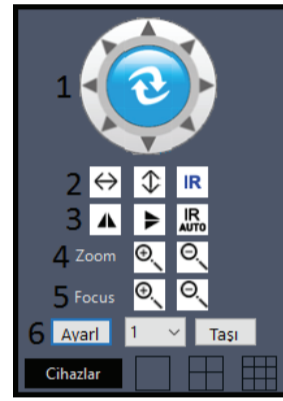 1
2 IR
3 IR AUTO
4 Zoom
5 Focus
6 Ayarl 1 Taşı
Cihazlar